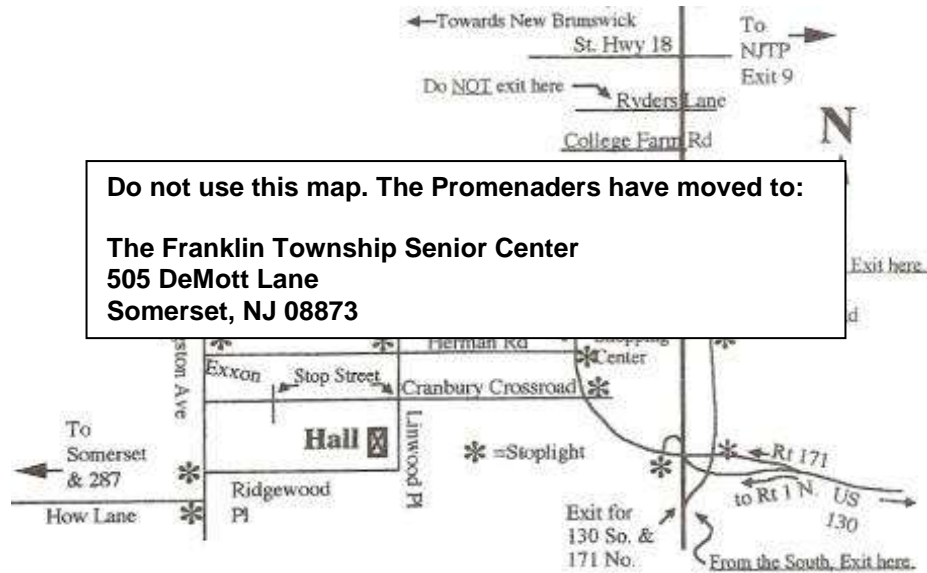 Towards New Brunswick
St. Hwy 18
To
NJTP
Exit 9
Do NOT exit here
Ryders Lane
College Farm Rd
N
Do not use this map. The Promenaders have moved to:
The Franklin Township Senior Center
505 DeMott Lane
Somerset, NJ 08873
Exit here.
Herman Rd
Center
Exxon
Stop Street
Cranbury Crossroad
Ave
To
Somerset
& 287
Hall
Linwood Pl
=Stoplight
Rt 171
Ridgewood
Pl
to Rt 1 N.
US
130
How Lane
Exit for
130 So. &
171 No.
From the South, Exit here.